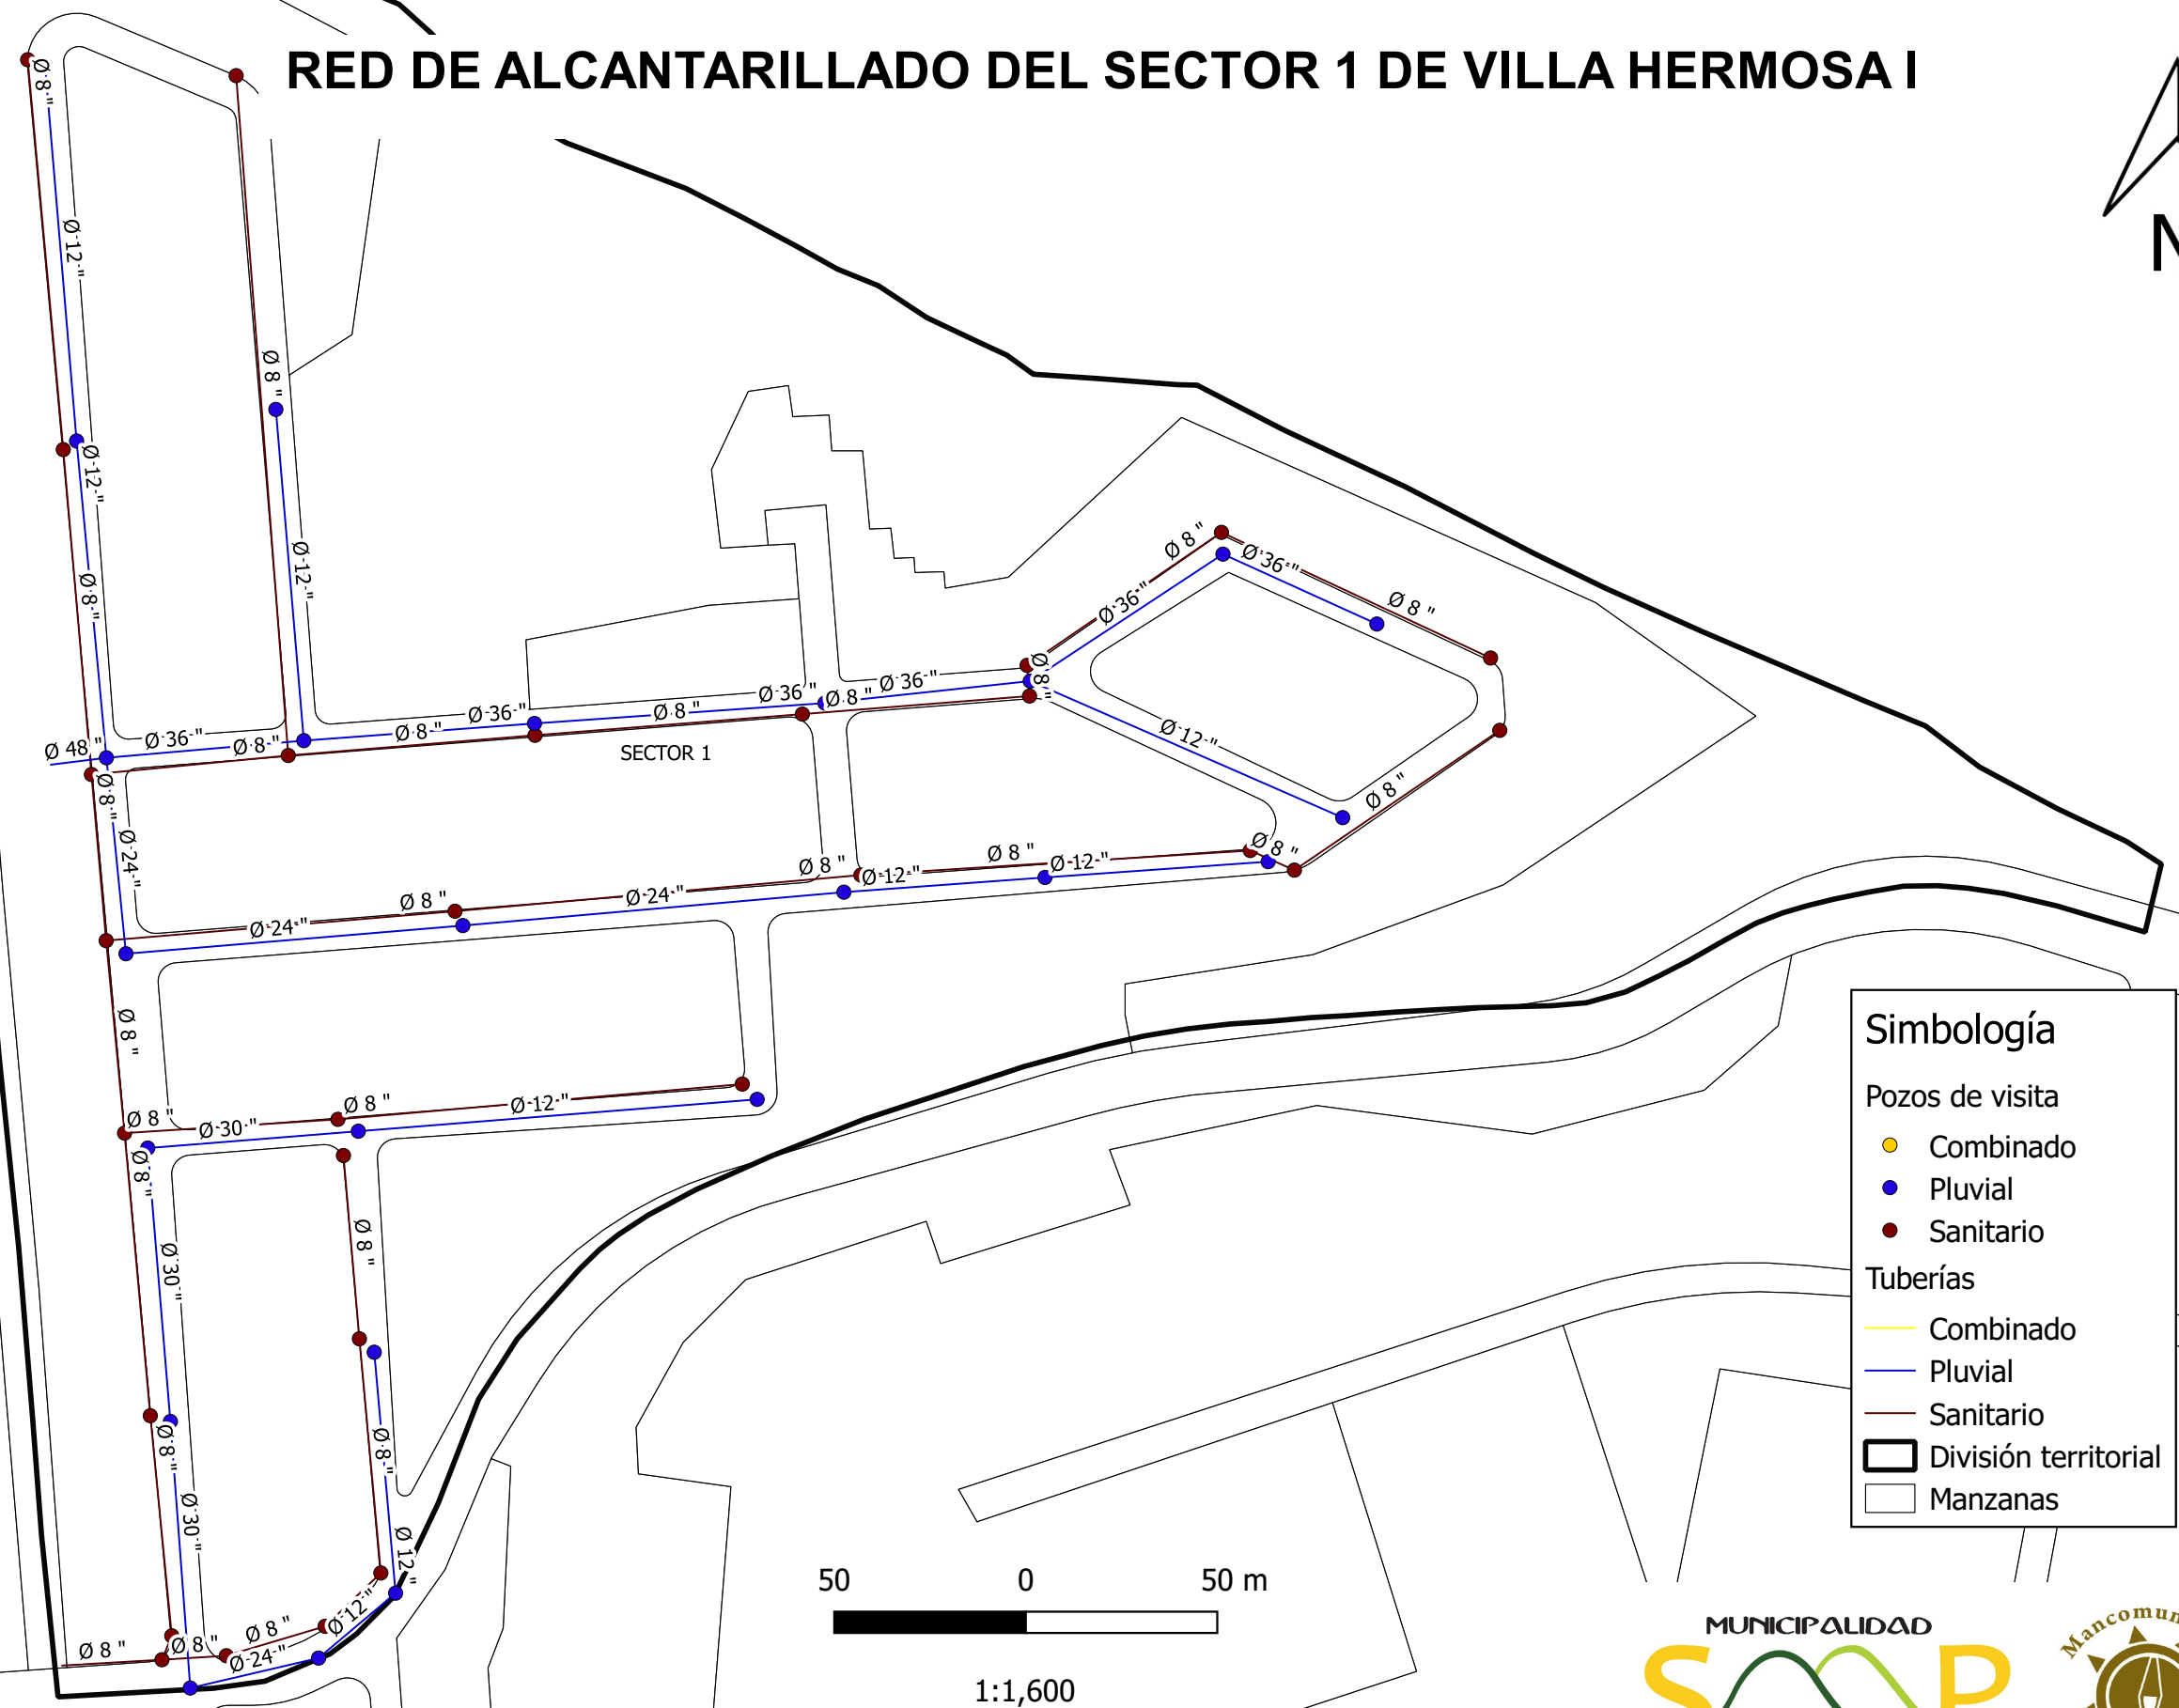 RED DE ALCANTARILLADO DEL SECTOR 1 DE VILLA HERMOSA I
N
Ø 8 "
Ø 12 "
Ø 8 "
Ø 12 "
Ø 8 "
Ø 12 "
Ø 8 "
Ø 36 "
Ø 36 "
Ø 8 "
Ø 8 "
Ø 36 "
Ø 36 "
Ø 8 "
Ø 36 "
Ø 8 "
Ø 8 "
Ø 36 "
Ø 8 "
Ø 48 "
Ø 36 "
Ø 8 "
Ø 12 "
SECTOR 1
Ø 8 "
Ø 8 "
Ø 24 "
Ø 8 "
Ø 8 "
Ø 8 "
Ø 12 "
Ø 12 "
Ø 8 "
Ø 24 "
Ø 24 "
Ø 8 "
Ø 8 "
Ø 8 "
Ø 12 "
Ø 30 "
Ø 8 "
Ø 8 "
Ø 30 "
Ø 8 "
Ø 8 "
Ø 30 "
Ø 12 "
Ø 12 "
Ø 8 "
Ø 8 "
Ø 8 "
Ø 24 "
Simbología
Pozos de visita
Combinado
Pluvial
Sanitario
Tuberías
Combinado
Pluvial
Sanitario
División territorial
Manzanas
50 0 50 m
1:1,600
MUNICIPALIDAD
S P